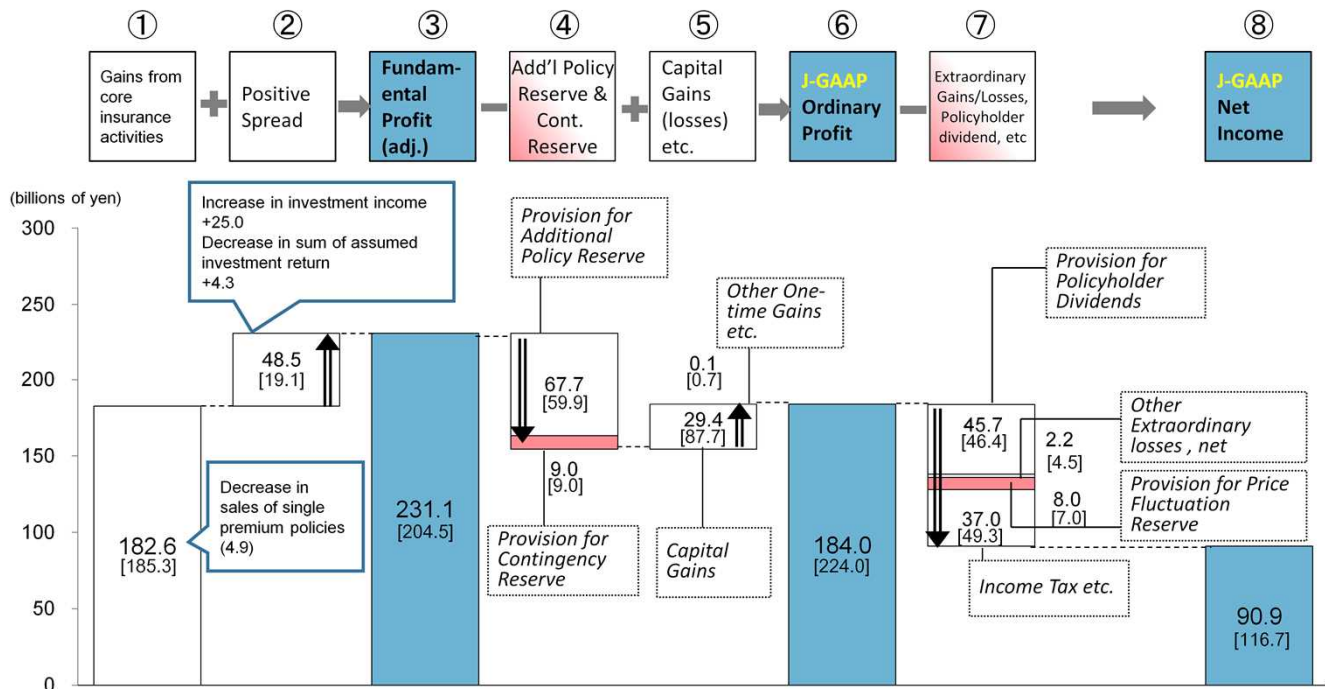 ①
②
③
④
⑤
⑥
⑦
⑧
Gains from
core
insurance
activities
Positive
Spread
Fundam-
ental
Profit
(adj.)
Add'l Policy
Reserve &
Cont.
Reserve
Capital
Gains
(losses)
etc.
J-GAAP
Ordinary
Profit
Extraordinary
Gains/Losses,
Policyholder
dividend, etc
J-GAAP
Net
Income
(billions of yen)
300
250
200
150
100
50
0
Increase in investment income
+25.0
Decrease in sum of assumed
investment return
+4.3
48.5
[19.1]
Decrease in
sales of single
premium policies
(4.9)
182.6
[185.3]
231.1
[204.5]
Provision for
Additional
Policy Reserve
67.7
[59.9]
9.0
[9.0]
Provision for
Contingency
Reserve
Other One-
time Gains
etc.
0.1
[0.7]
29.4
[87.7]
Capital
Gains
184.0
[224.0]
Provision for
Policyholder
Dividends
45.7
[46.4]
2.2
[4.5]
Other
Extraordinary
losses , net
8.0
[7.0]
Provision for Price
Fluctuation
Reserve
37.0
[49.3]
Income Tax etc.
90.9
[116.7]